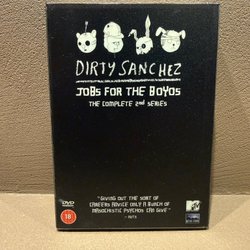 DIRTY SANCHEZ
JOBS FOR THE BOYOS
THE COMPLETE 2nd SERIES
"GIVING OUT THE SORT OF
CAREERS ADVICE ONLY A BUNCH OF
MASOCHISTIC PSYCHOS CAN GIVE"
DVD
18
MTV